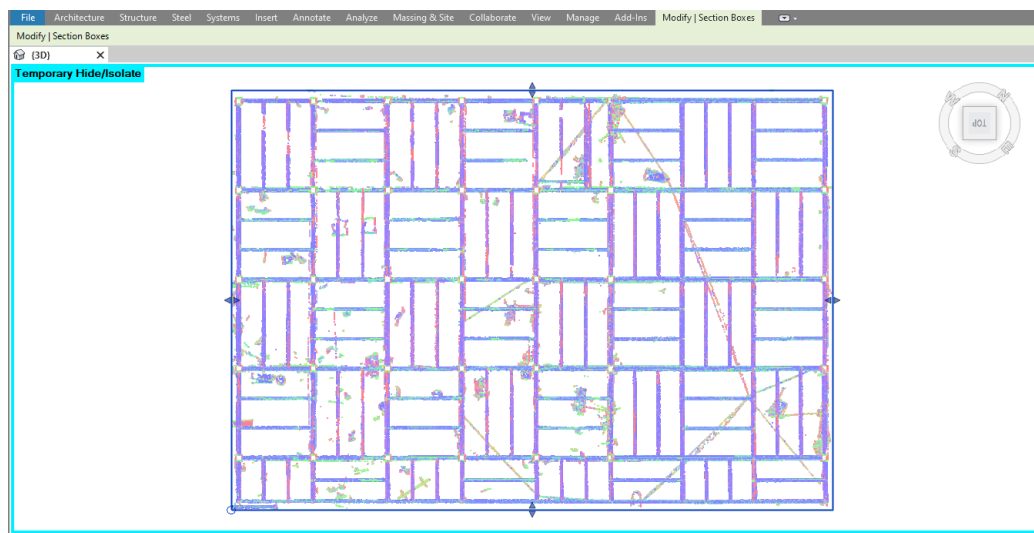 File Architecture Structure Steel Systems Insert Annotate Analyze Massing & Site Collaborate View Manage Add-Ins Modify | Section Boxes
Modify | Section Boxes
{3D}
Temporary Hide/Isolate
TOP